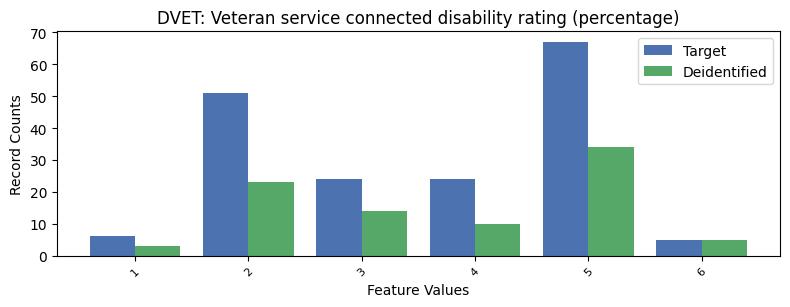 DVET: Veteran service connected disability rating (percentage)
70
60
50
40
30
20
10
0
Record Counts
Target
Deidentified
1 2 3 4 5 6
Feature Values